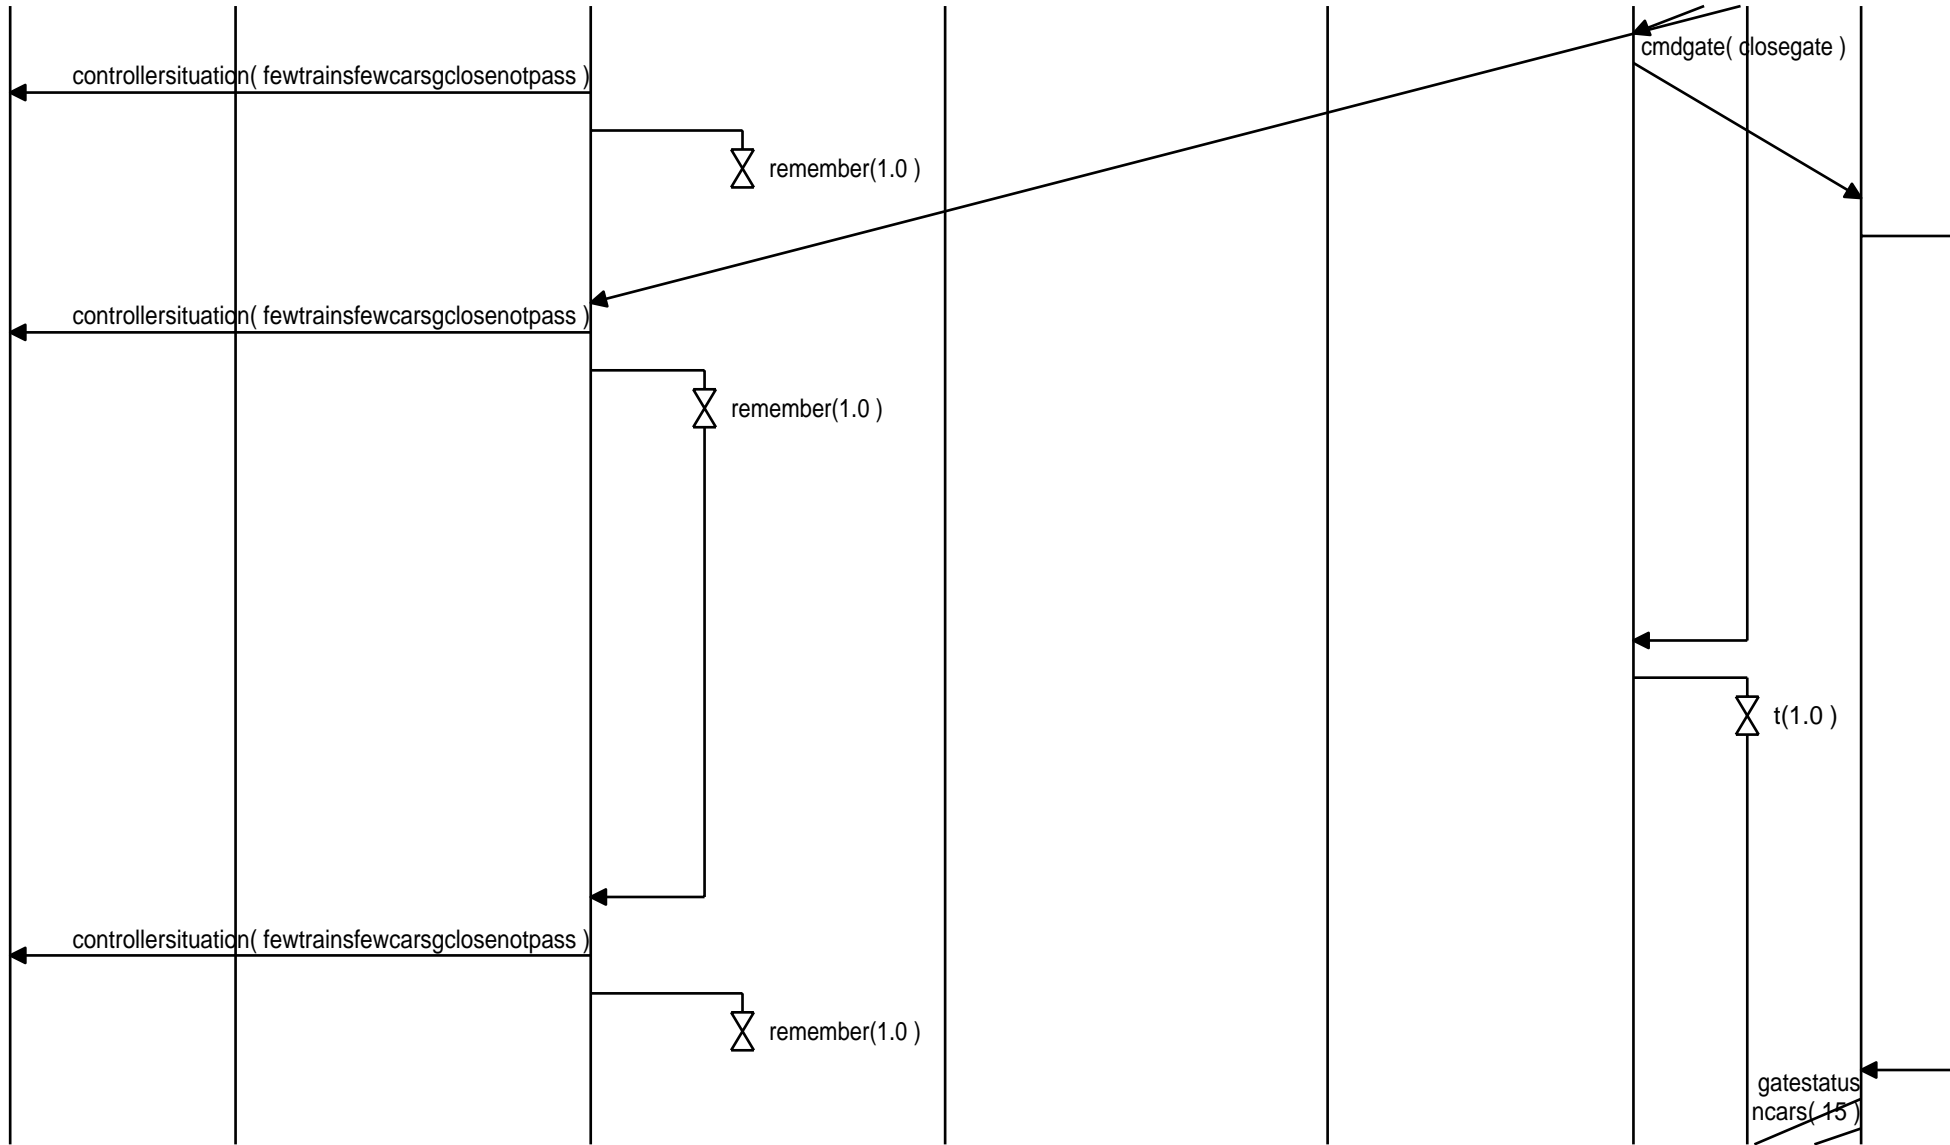 cmdgate( closegate )
controllersituation( fewtrainsfewcarsgclosenotpass )
remember(1.0 )
controllersituation( fewtrainsfewcarsgclosenotpass )
remember(1.0 )
t(1.0 )
controllersituation( fewtrainsfewcarsgclosenotpass )
remember(1.0 )
gatestatus
ncars( 15 )